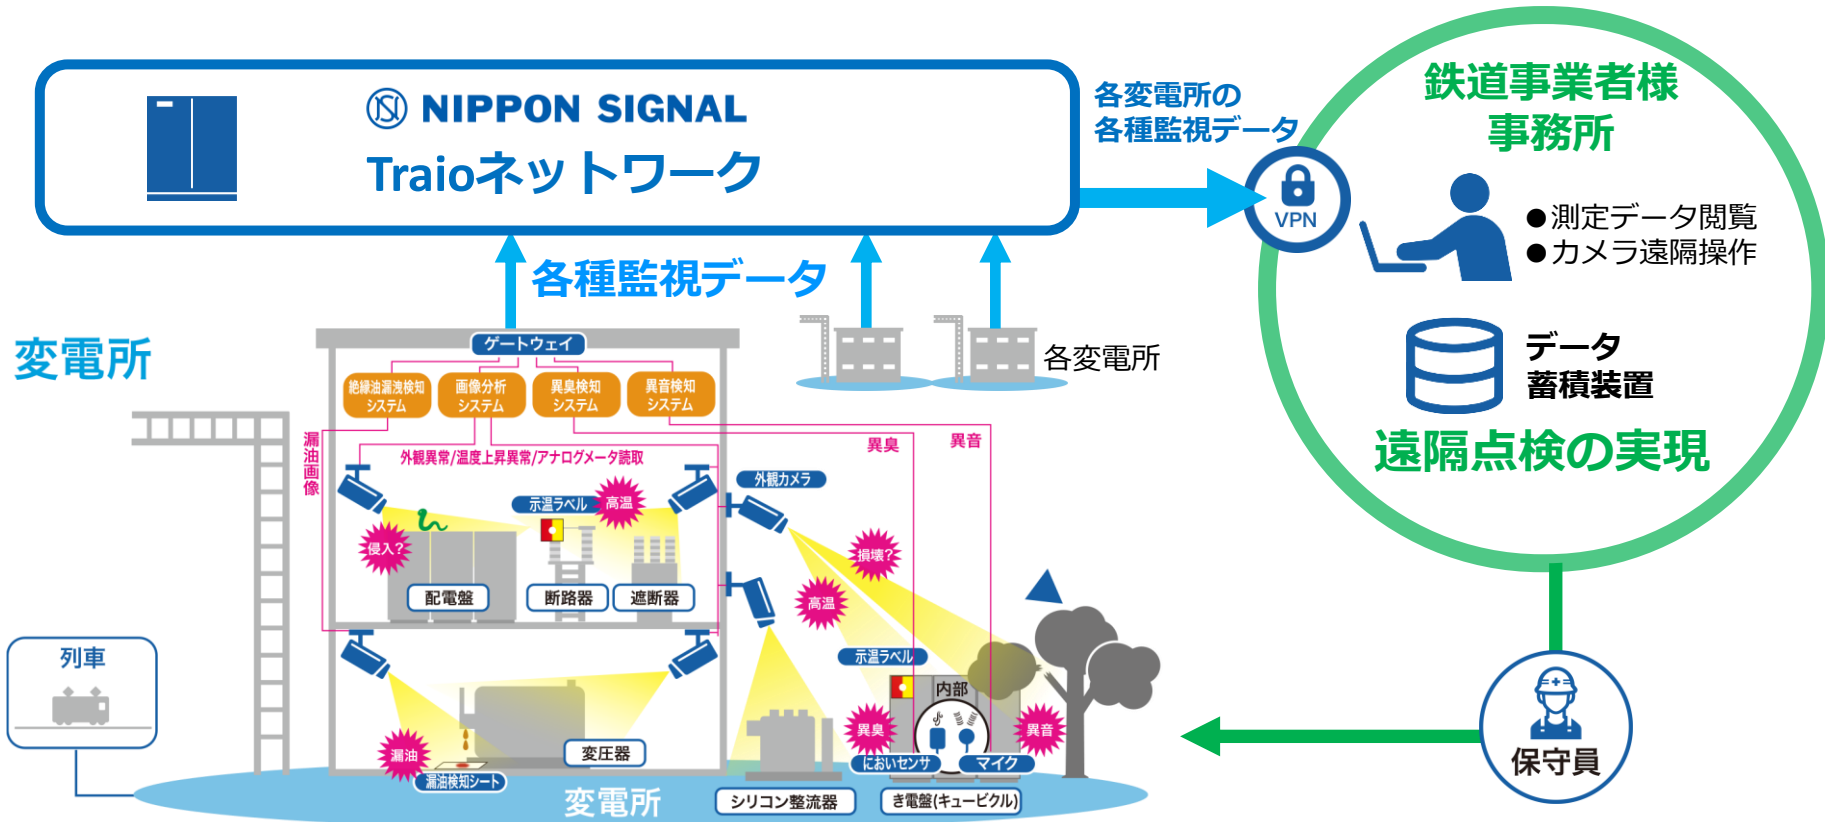 NIPPON SIGNAL
Traioネットワーク
各変電所の
各種監視データ
VPN
鉄道事業者様
事務所
●測定データ閲覧
●カメラ遠隔操作
データ
蓄積装置
遠隔点検の実現
各種監視データ
各変電所
変電所
ゲートウェイ
絶縁油漏洩検知
システム
画像分析
システム
異臭検知
システム
異音検知
システム
漏油画像
外観異常/温度上昇異常/アナログメータ読取
異臭
異音
外観カメラ
示温ラベル
高温
侵入?
損壊?
高温
配電盤
断路器
遮断器
示温ラベル
内部
異臭
異音
においセンサ
マイク
漏油
漏油検知シート
変圧器
変電所
シリコン整流器
き電盤(キュービクル)
列車
保守員